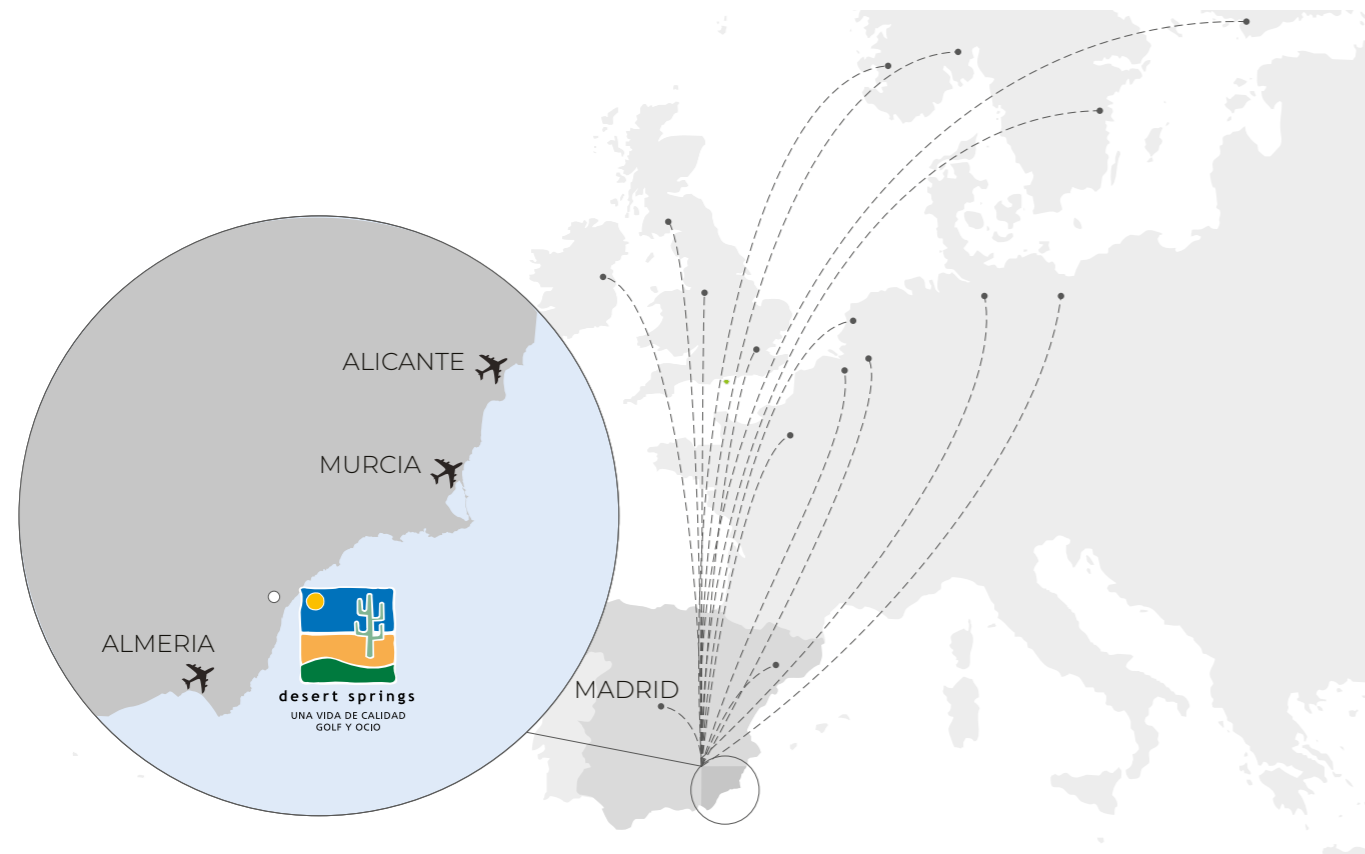 ALICANTE
MURCIA
ALMERIA
desert springs
UNA VIDA DE CALIDAD
GOLF Y OCIO
MADRID